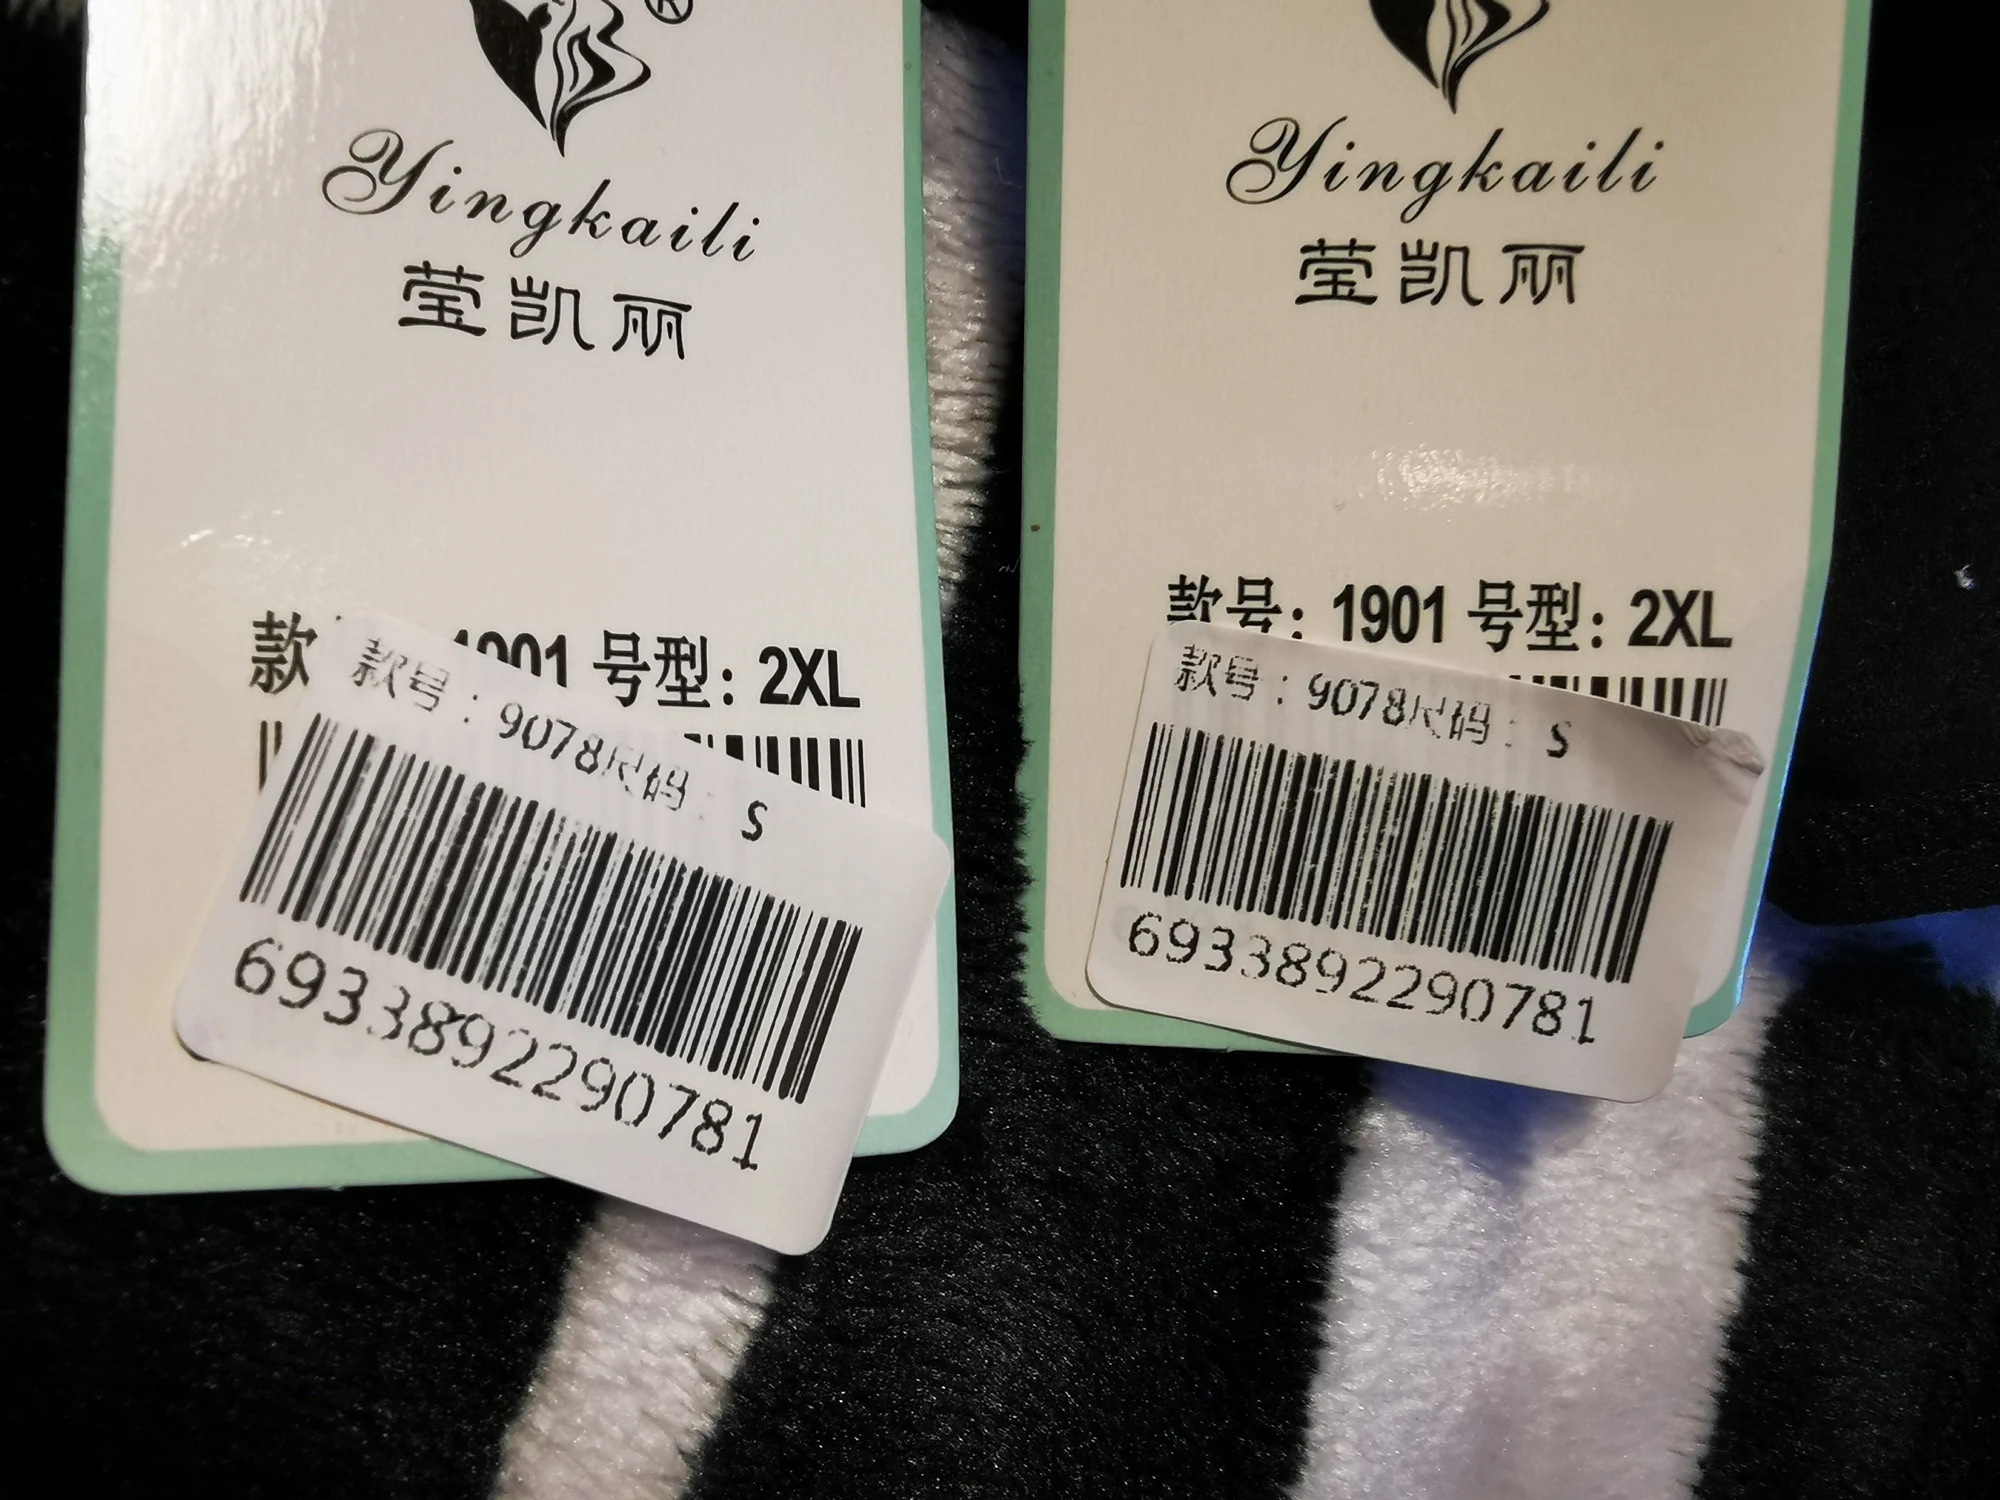 ®
Yingkaili
莹凯丽
款 1901 号型: 2XL
款号: 9078尺码: S
6933892290781
Yingkaili
莹凯丽
款号: 1901 号型: 2XL
款号: 9078尺码: S
6933892290781